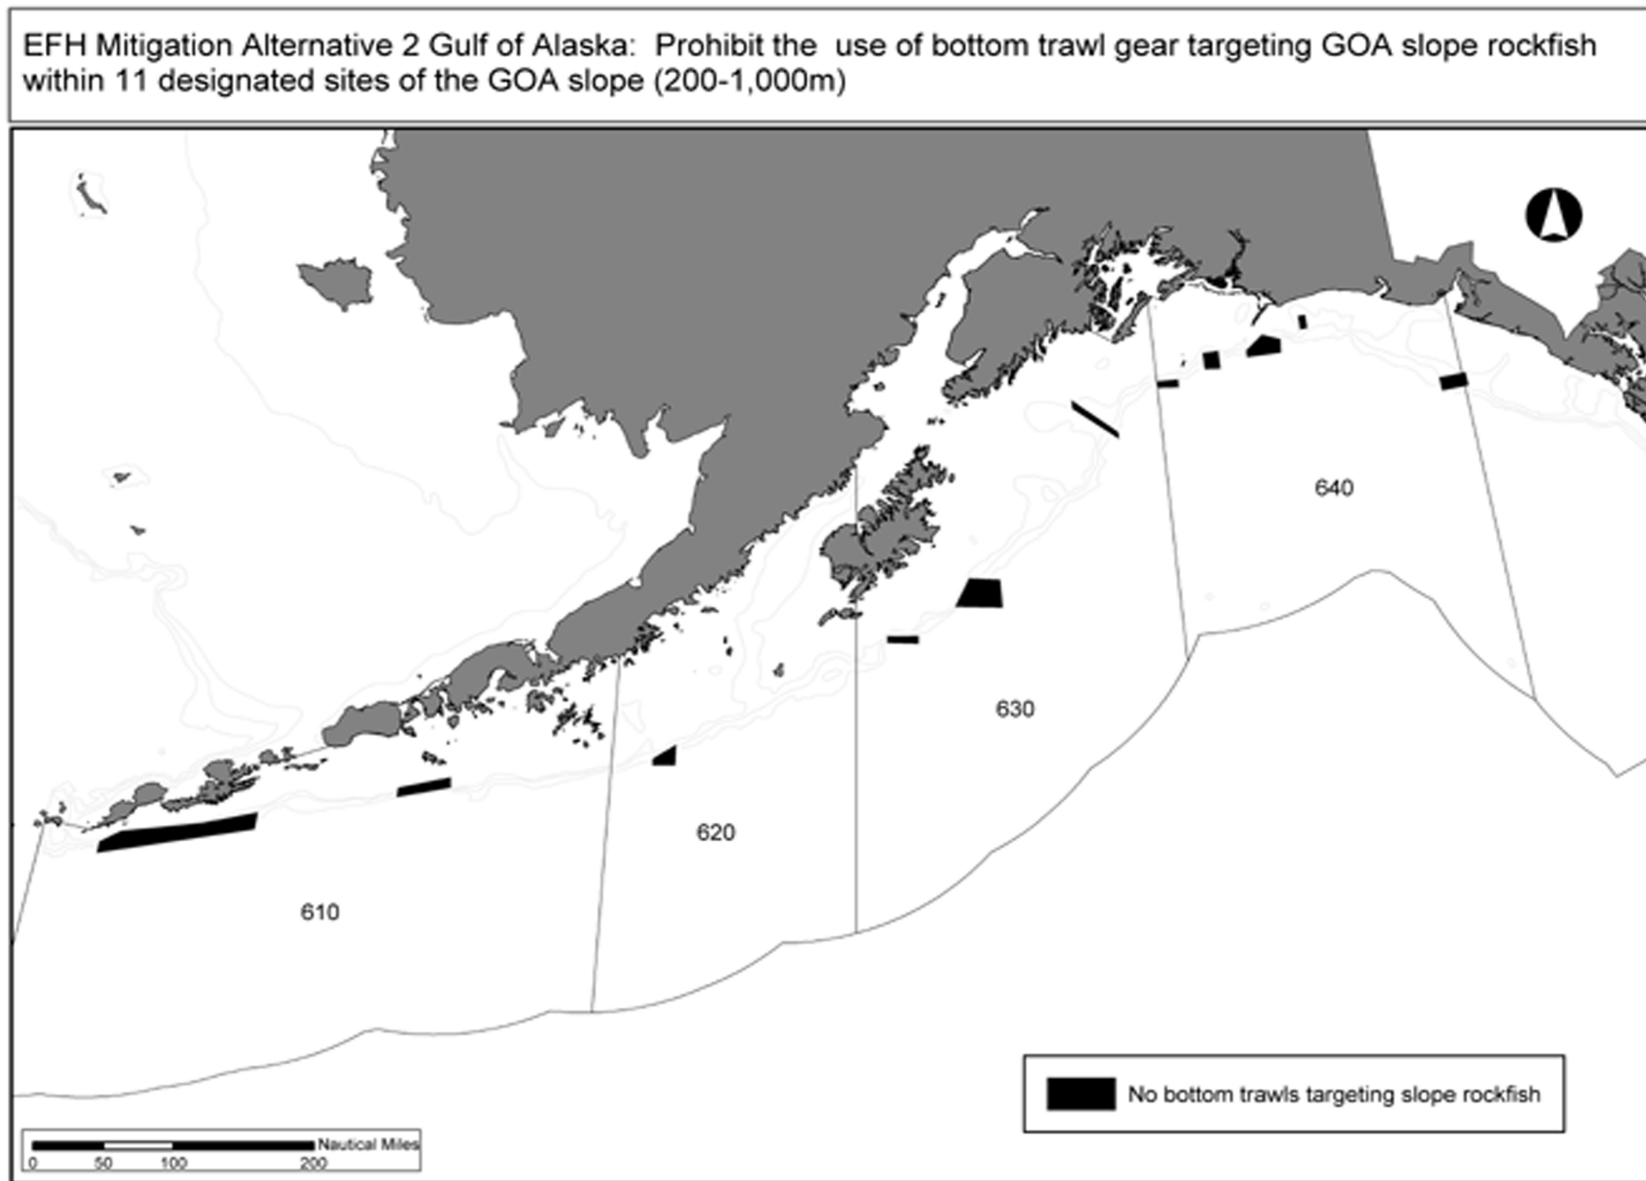 EFH Mitigation Alternative 2 Gulf of Alaska: Prohibit the use of bottom trawl gear targeting GOA slope rockfish
within 11 designated sites of the GOA slope (200-1,000m)
640
630
620
610
No bottom trawls targeting slope rockfish
Nautical Miles
0 50 100 200